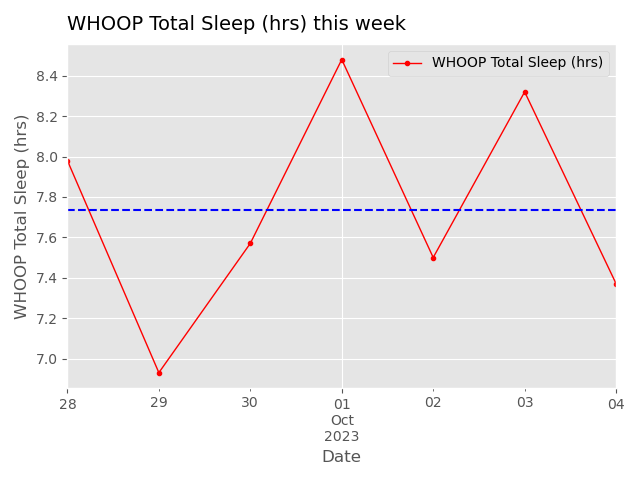 WHOOP Total Sleep (hrs) this week
WHOOP Total Sleep (hrs)
WHOOP Total Sleep (hrs)
8.4
8.2
8.0
7.8
7.6
7.4
7.2
7.0
28 29 30 01 02 03 04
Oct
2023
Date